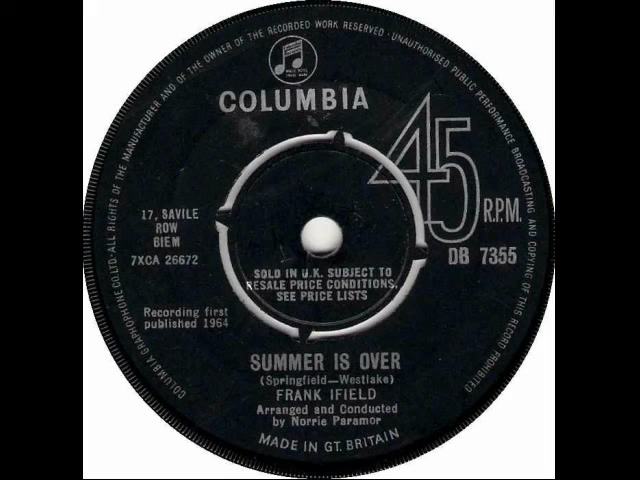 COLUMBIA GRAPHOPHONE CO.LTD.-ALL RIGHTS OF THE MANUFACTURER AND OF THE OWNER OF THE RECORDED WORK RESERVED·UNAUTHORISED PUBLIC PERFORMANCE BROADCASTING AND COPYING OF THIS RECORD PROHIBITED
COLUMBIA
45
R.P.M.
17, SAVILE
ROW
BIEM
7XCA 26672
DB 7355
SOLD IN U.K. SUBJECT TO
RESALE PRICE CONDITIONS,
SEE PRICE LISTS
Recording first
published 1964
SUMMER IS OVER
(Springfield—Westlake)
FRANK IFIELD
Arranged and Conducted
by Norrie Paramor
MADE IN GT. BRITAIN